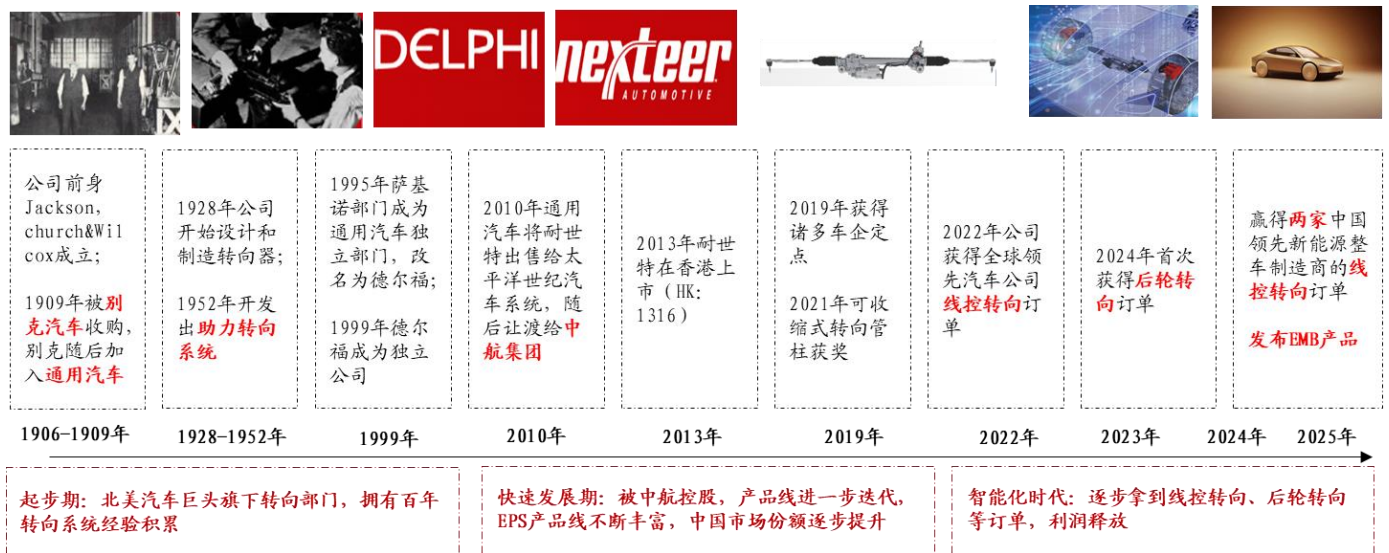 DELPHI
nexteer
AUTOMOTIVE
公司前身
Jackson,
church&Wil
cox成立;
1909年被别
克汽车收购,
别克随后加
入通用汽车
1928年公司
开始设计和
制造转向器;
1952年开发
出助力转向
系统
1995年萨基
诺部门成为
通用汽车独
立部门，改
名为德尔福;
1999年德尔
福成为独立
公司
2010年通用
汽车将耐世
特出售给太
平洋世纪汽
车系统，随
后让渡给中
航集团
2013年耐世
特在香港上
市（HK:
1316）
2019年获得
诸多车企定
点
2021年可收
缩式转向管
柱获奖
2022年公司
获得全球领
先汽车公司
线控转向订
单
2024年首次
获得后轮转
向订单
赢得两家中国
领先新能源整
车制造商的线
控转向订单
发布EMB产品
1906-1909年
1928-1952年
1999年
2010年
2013年
2019年
2022年
2023年
2024年
2025年
起步期：北美汽车巨头旗下转向部门，拥有百年
转向系统经验积累
快速发展期：被中航控股，产品线进一步迭代，
EPS产品线不断丰富，中国市场份额逐步提升
智能化时代：逐步拿到线控转向、后轮转向
等订单，利润释放